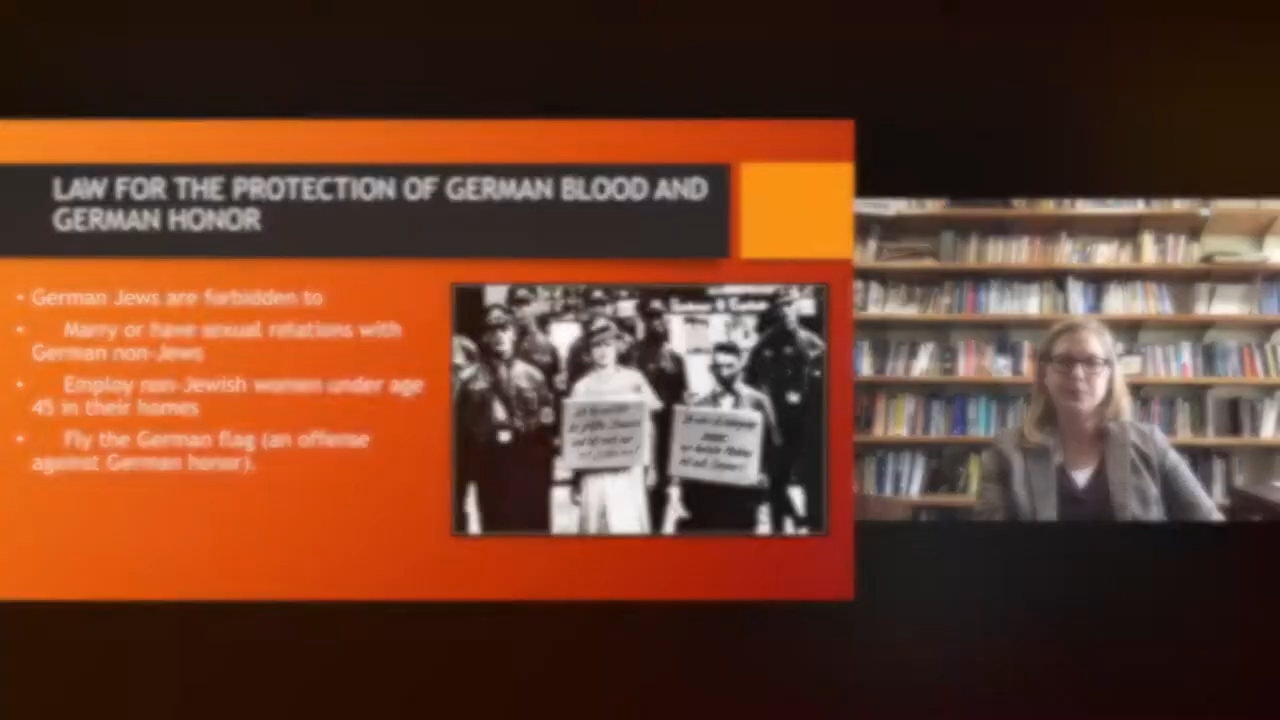 LAW FOR THE PROTECTION OF GERMAN BLOOD AND
GERMAN HONOR
• German Jews are forbidden to
• Marry or have sexual relations with
German non-Jews
• Employ non-Jewish women under age
45 in their homes
• Fly the German flag (an offense
against German honor).